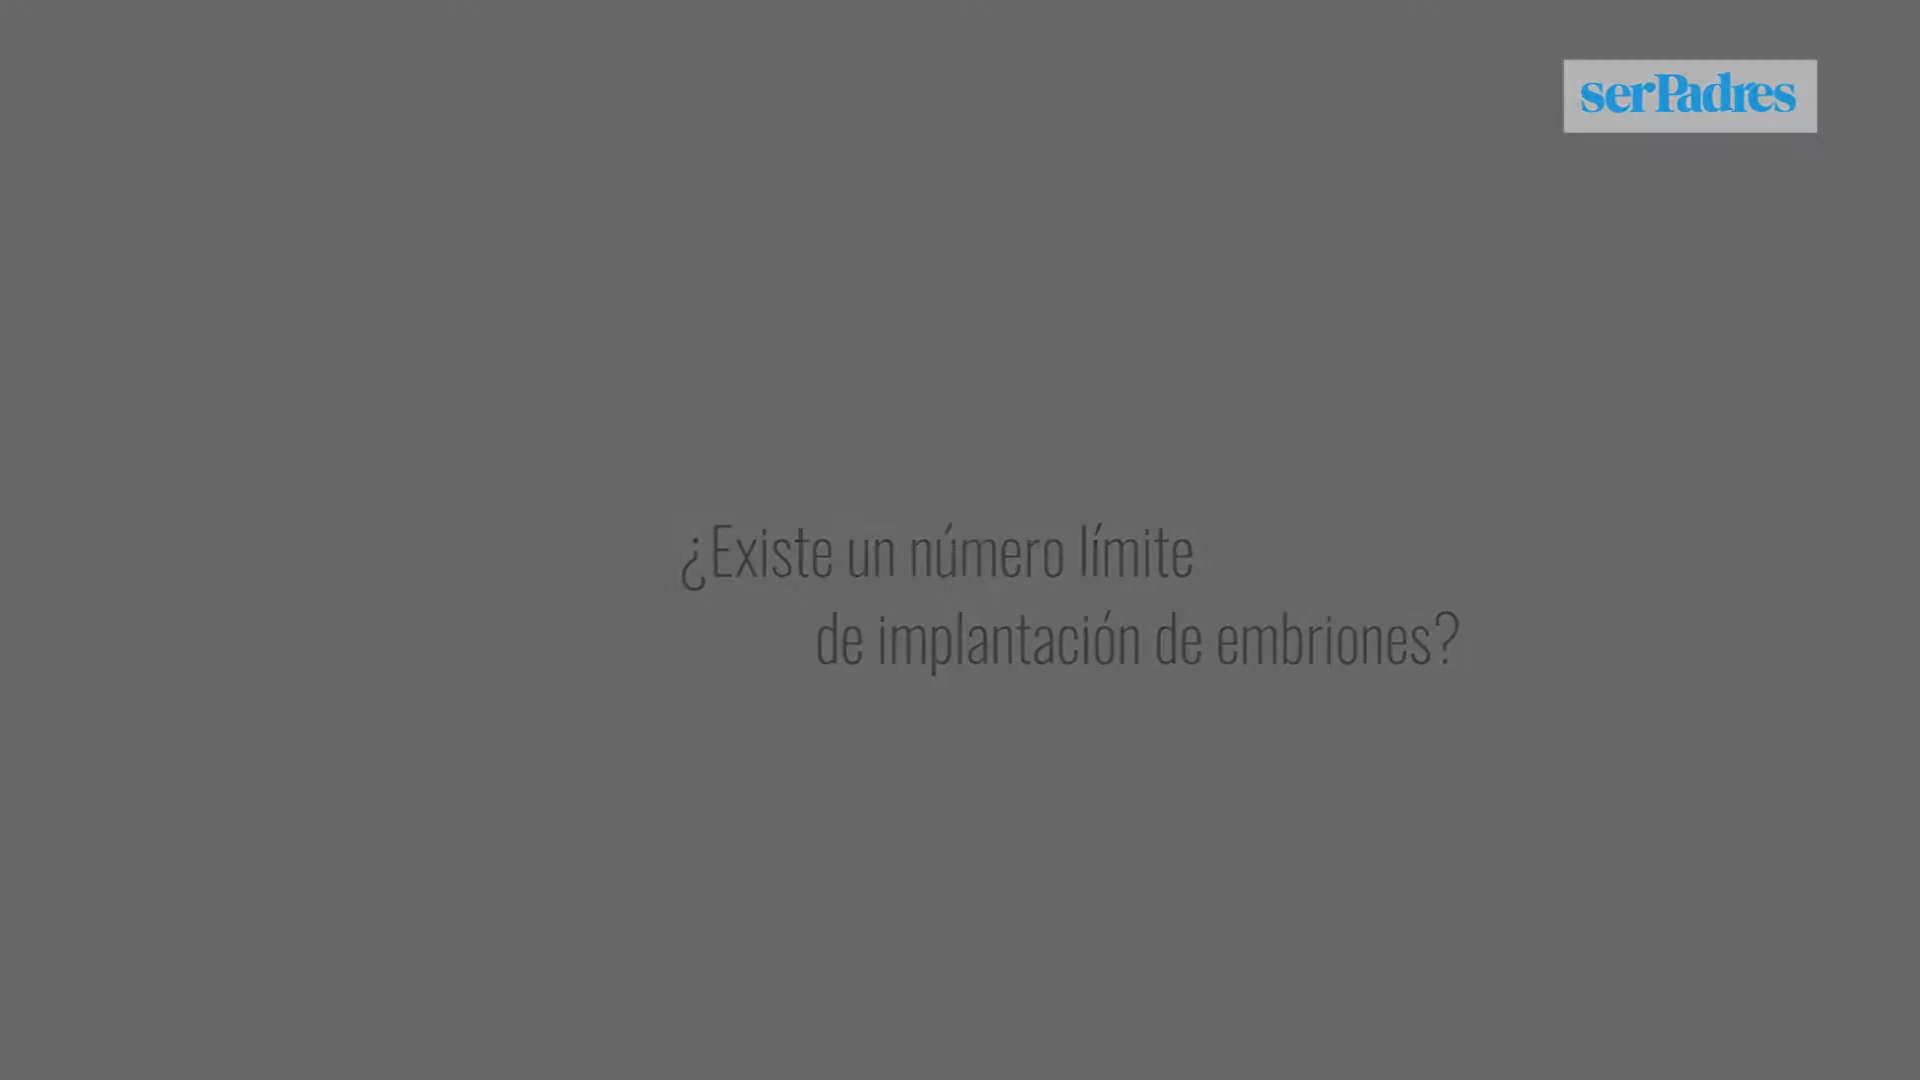 serPadres
¿Existe un número límite
de implantación de embriones?